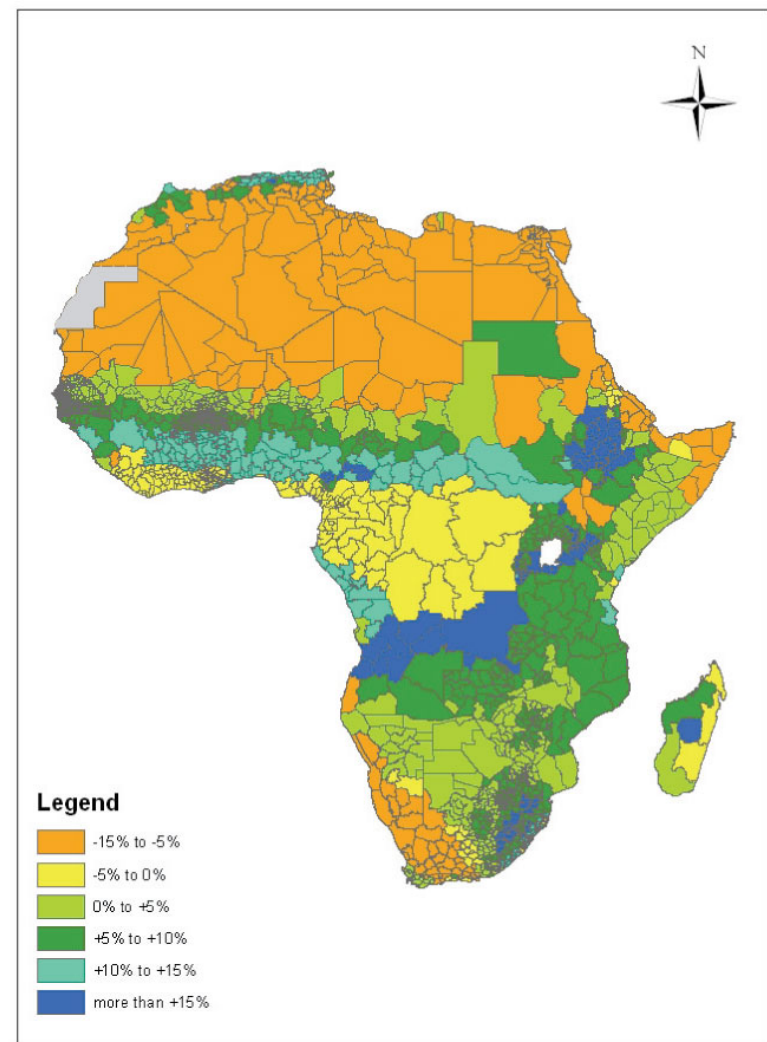 N
Legend
-15% to -5%
-5% to 0%
0% to +5%
+5% to +10%
+10% to +15%
more than +15%